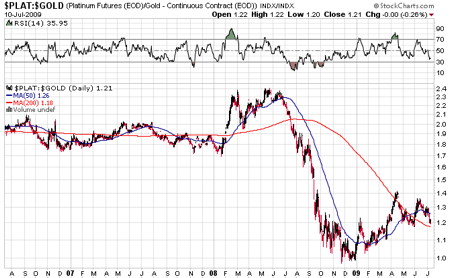 $PLAT:$GOLD (Platinum Futures (EOD)/Gold - Continuous Contract (EOD)) INDX/INDX © StockCharts.com
10-Jul-2009 Open 1.22 High 1.22 Low 1.20 Close 1.21 Chg -0.00 (-0.26%)
RSI(14) 35.95
90
70
50
30
10
$PLAT:$GOLD (Daily) 1.21
MA(50) 1.26
MA(200) 1.18
Volume undef
2.4
2.3
2.2
2.1
2.0
1.9
1.8
1.7
1.6
1.5
1.4
1.3
1.2
1.1
1.0
A S O N D 07 F M A M J J A S O N D 08 F M A M J J A S O N D 09 F M A M J J